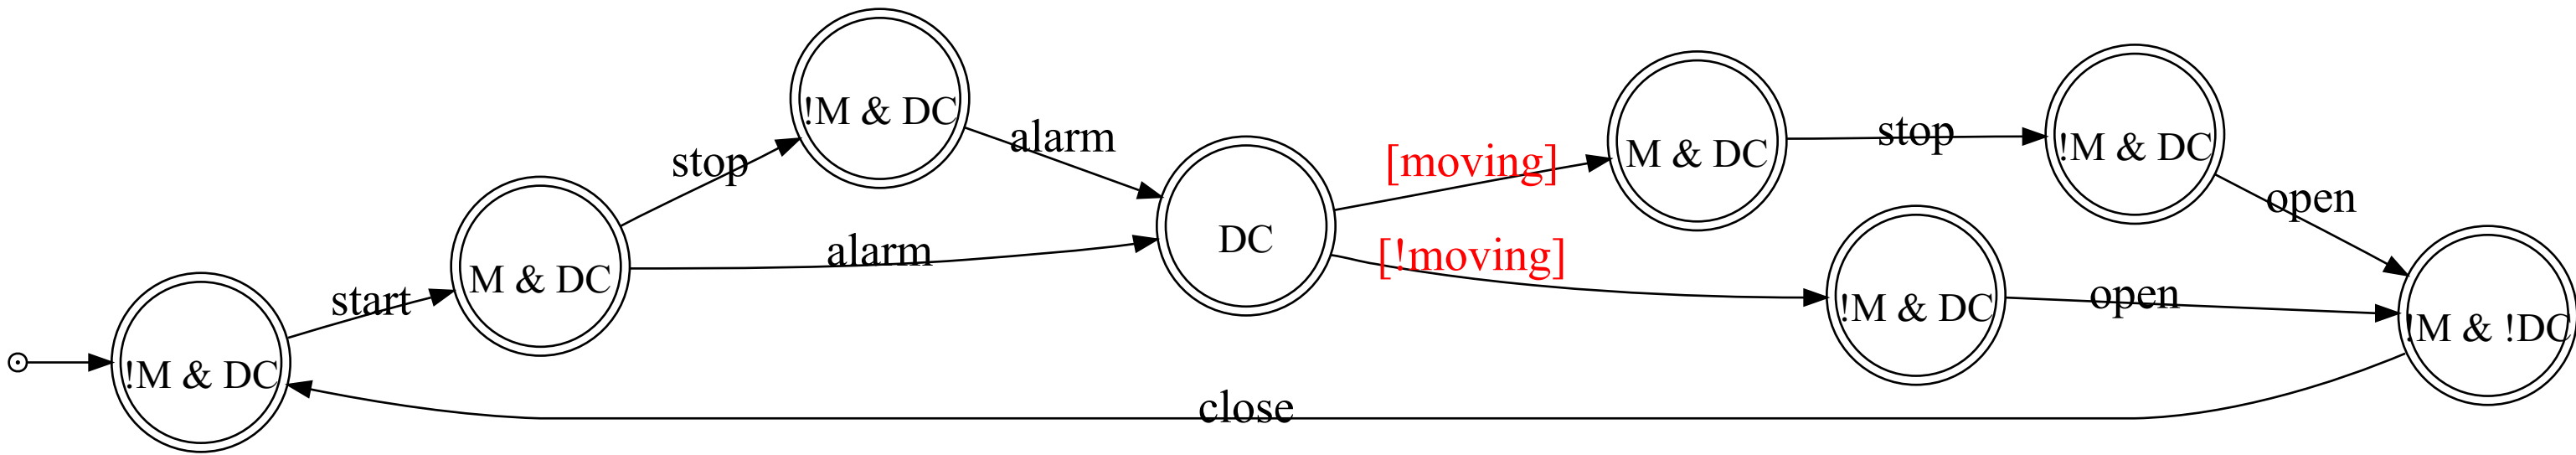 !M & DC
start
M & DC
stop
!M & DC
alarm
alarm
DC
[moving]
M & DC
stop
!M & DC
open
[!moving]
!M & DC
open
!M & !DC
close